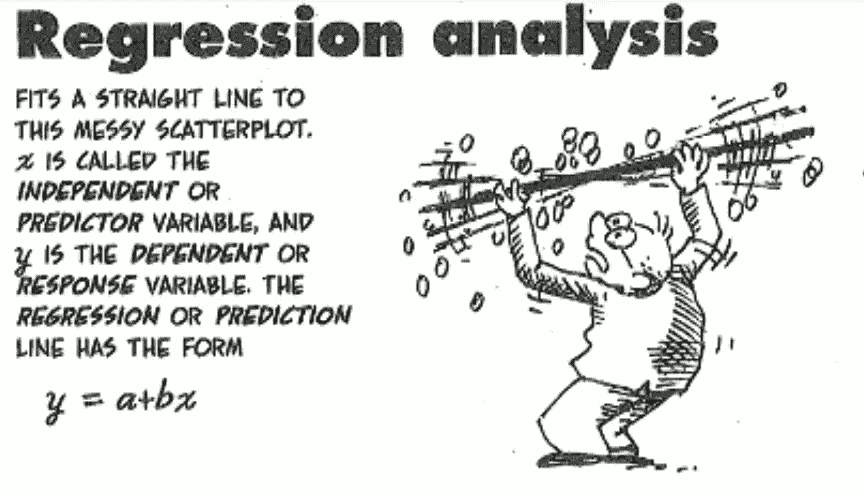 Regression analysis
FITS A STRAIGHT LINE TO
THIS MESSY SCATTERPLOT.
x IS CALLED THE
INDEPENDENT OR
PREDICTOR VARIABLE, AND
y IS THE DEPENDENT OR
RESPONSE VARIABLE. THE
REGRESSION OR PREDICTION
LINE HAS THE FORM
y = a+bx